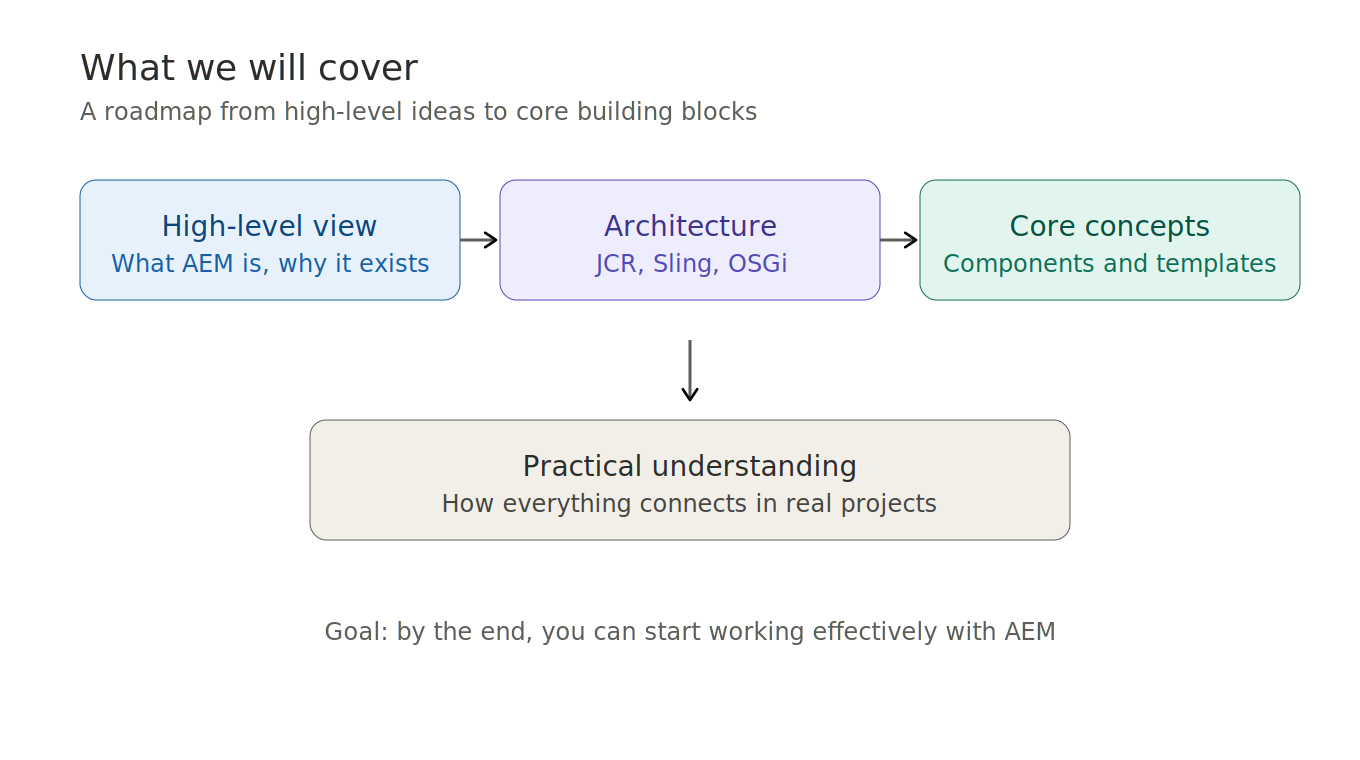 What we will cover
A roadmap from high-level ideas to core building blocks
High-level view
What AEM is, why it exists
Architecture
JCR, Sling, OSGi
Core concepts
Components and templates
Practical understanding
How everything connects in real projects
Goal: by the end, you can start working effectively with AEM